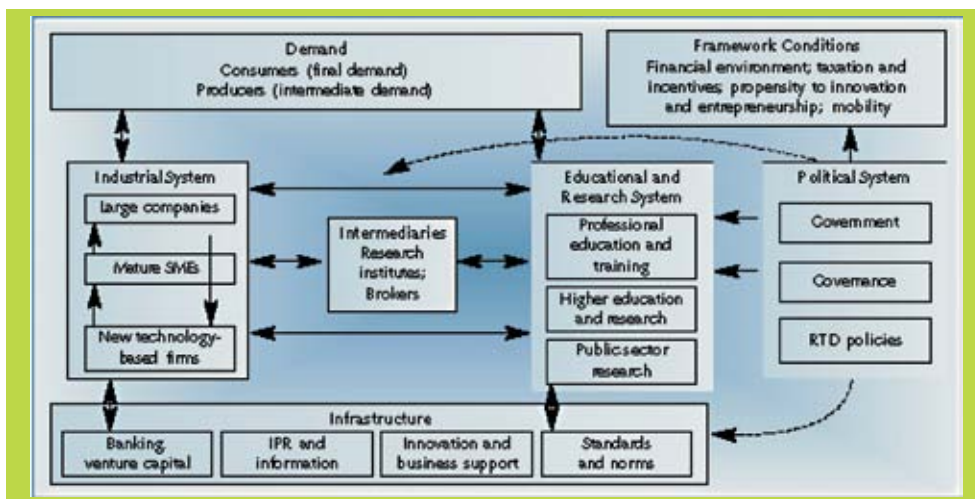 Demand
Consumers (final demand)
Producers (intermediate demand)
Framework Conditions
Financial environment; taxation and
incentives; propensity to innovation
and entrepreneurship; mobility
Industrial System
Large companies
Mature SMEs
New technology-
based firms
Intermediaries
Research
institutes;
Brokers
Educational and
Research System
Professional
education and
training
Higher education
and research
Public-sector
research
Political System
Government
Governance
RTD policies
Infrastructure
Banking,
venture capital
IPR and
information
Innovation and
business support
Standards
and norms